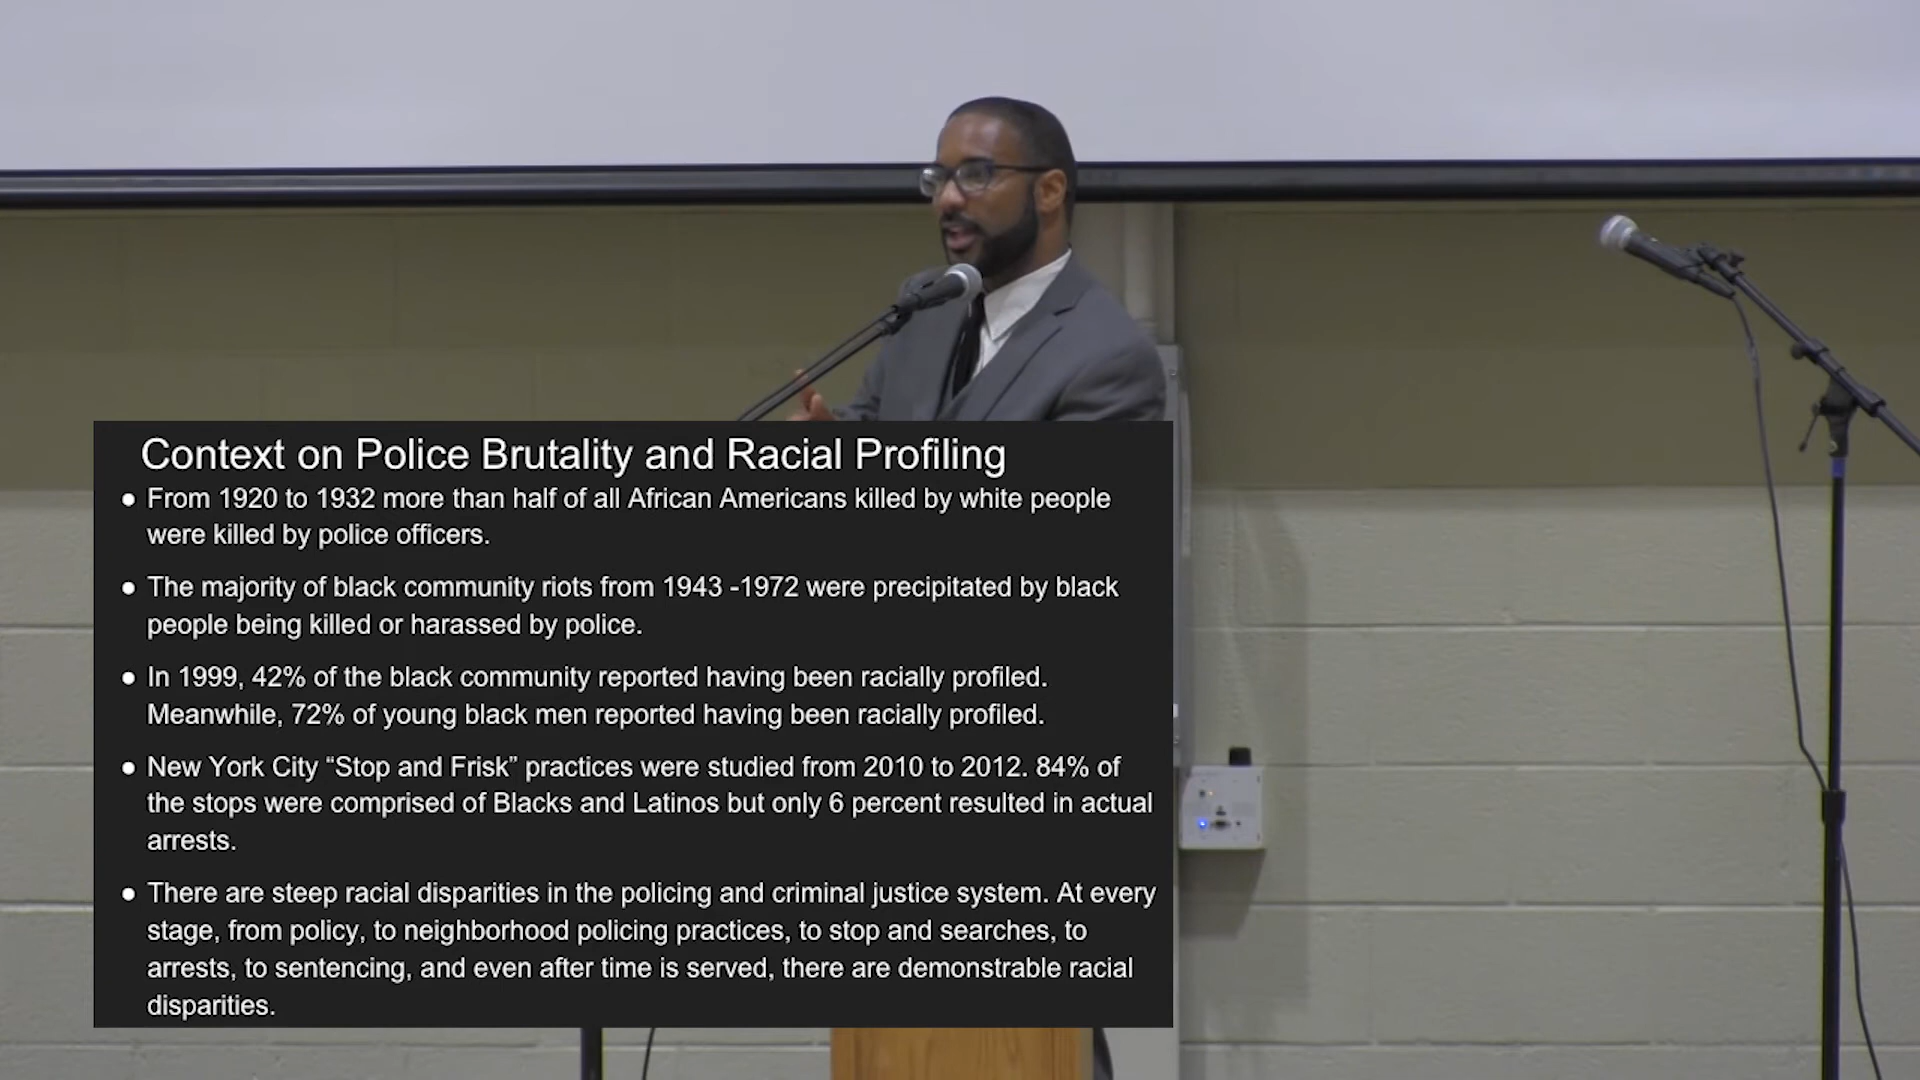 Context on Police Brutality and Racial Profiling
● From 1920 to 1932 more than half of all African Americans killed by white people
were killed by police officers.
● The majority of black community riots from 1943 -1972 were precipitated by black
people being killed or harassed by police.
● In 1999, 42% of the black community reported having been racially profiled.
Meanwhile, 72% of young black men reported having been racially profiled.
● New York City “Stop and Frisk” practices were studied from 2010 to 2012. 84% of
the stops were comprised of Blacks and Latinos but only 6 percent resulted in actual
arrests.
● There are steep racial disparities in the policing and criminal justice system. At every
stage, from policy, to neighborhood policing practices, to stop and searches, to
arrests, to sentencing, and even after time is served, there are demonstrable racial
disparities.